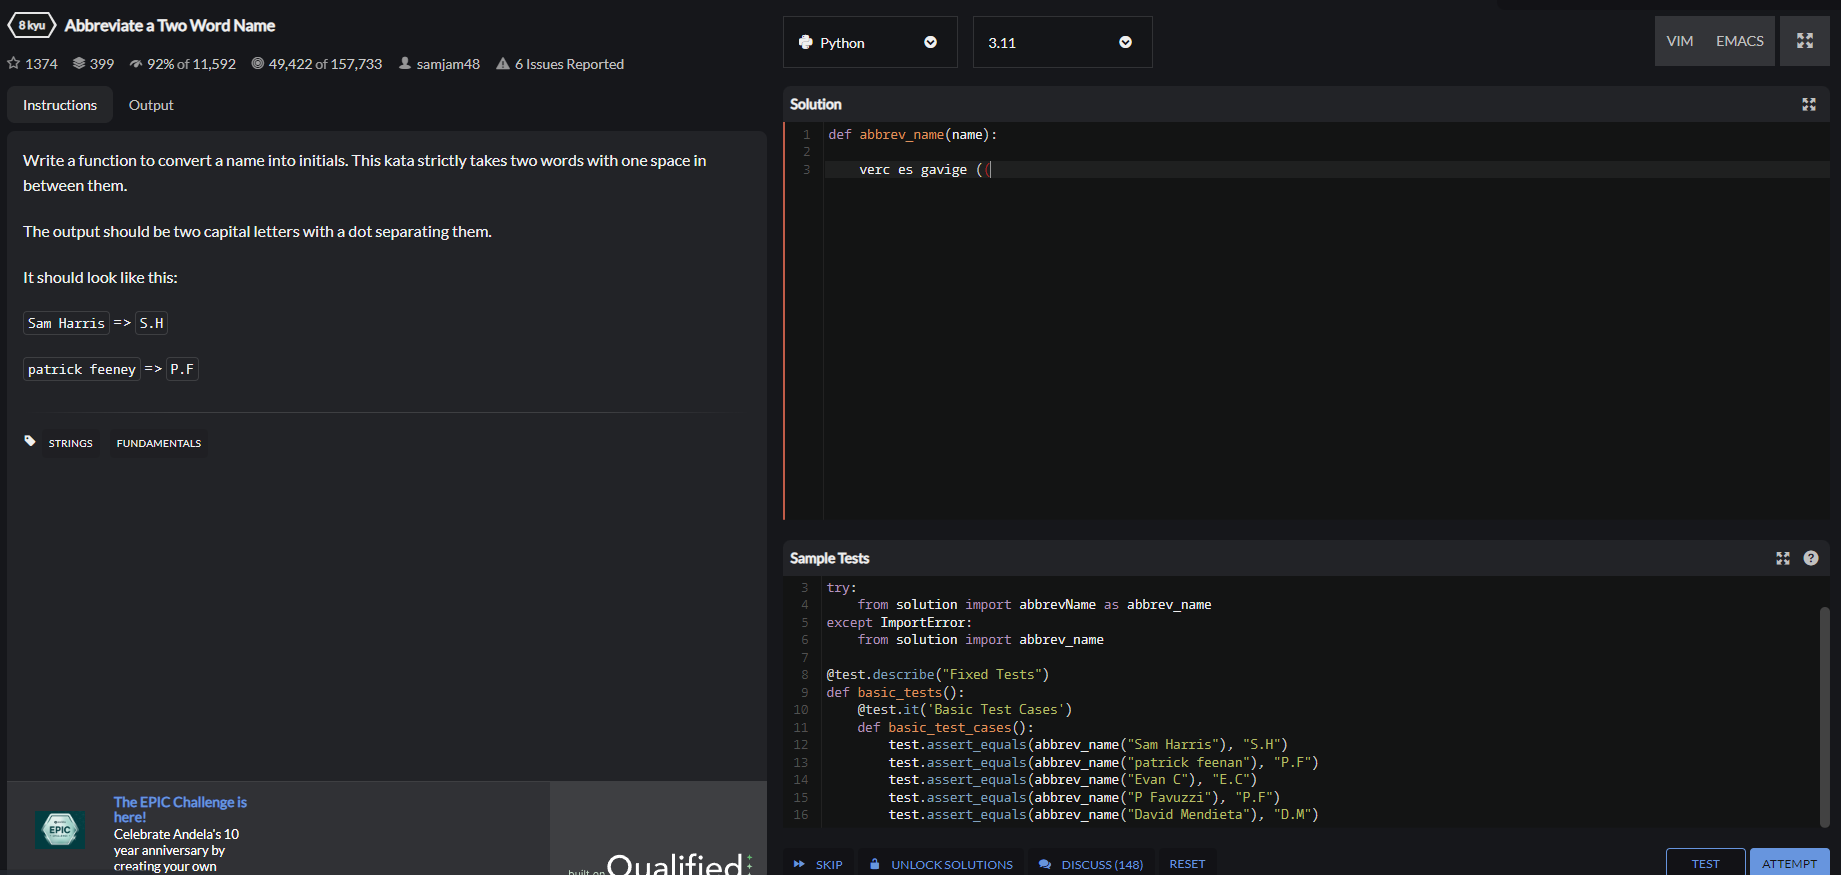 8 kyu Abbreviate a Two Word Name
1374 399 92% of 11,592 49,422 of 157,733 samjam48 6 Issues Reported
Instructions Output
Write a function to convert a name into initials. This kata strictly takes two words with one space in
between them.
The output should be two capital letters with a dot separating them.
It should look like this:
Sam Harris => S.H
patrick feeney => P.F
STRINGS FUNDAMENTALS
The EPIC Challenge is
here!
EPIC
Celebrate Andela's 10
year anniversary by
creating your own
built on Qualified
Python 3.11 VIM EMACS
Solution
1 def abbrev_name(name):
2
3 verc es gavige ((
Sample Tests
3 try:
4 from solution import abbrevName as abbrev_name
5 except ImportError:
6 from solution import abbrev_name
7
8 @test.describe("Fixed Tests")
9 def basic_tests():
10 @test.it('Basic Test Cases')
11 def basic_test_cases():
12 test.assert_equals(abbrev_name("Sam Harris"), "S.H")
13 test.assert_equals(abbrev_name("patrick feenan"), "P.F")
14 test.assert_equals(abbrev_name("Evan C"), "E.C")
15 test.assert_equals(abbrev_name("P Favuzzi"), "P.F")
16 test.assert_equals(abbrev_name("David Mendieta"), "D.M")
SKIP UNLOCK SOLUTIONS DISCUSS (148) RESET TEST ATTEMPT